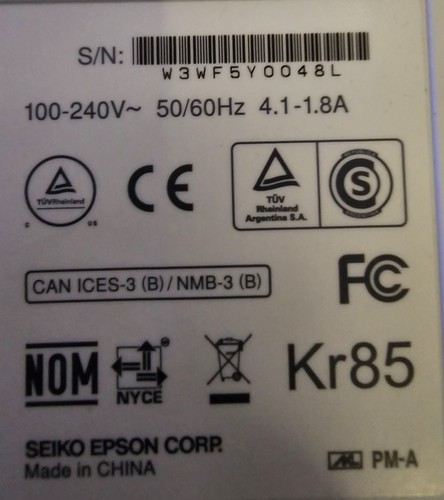 S/N:
W3WF5Y0048L
100-240V~ 50/60Hz 4.1-1.8A
TÜVRheinland
C US
CE
TÜV
Rheinland
Argentina S.A.
S
CAN ICES-3 (B) / NMB-3 (B)
FC
NOM
NYCE
Kr85
SEIKO EPSON CORP.
Made in CHINA
PM-A